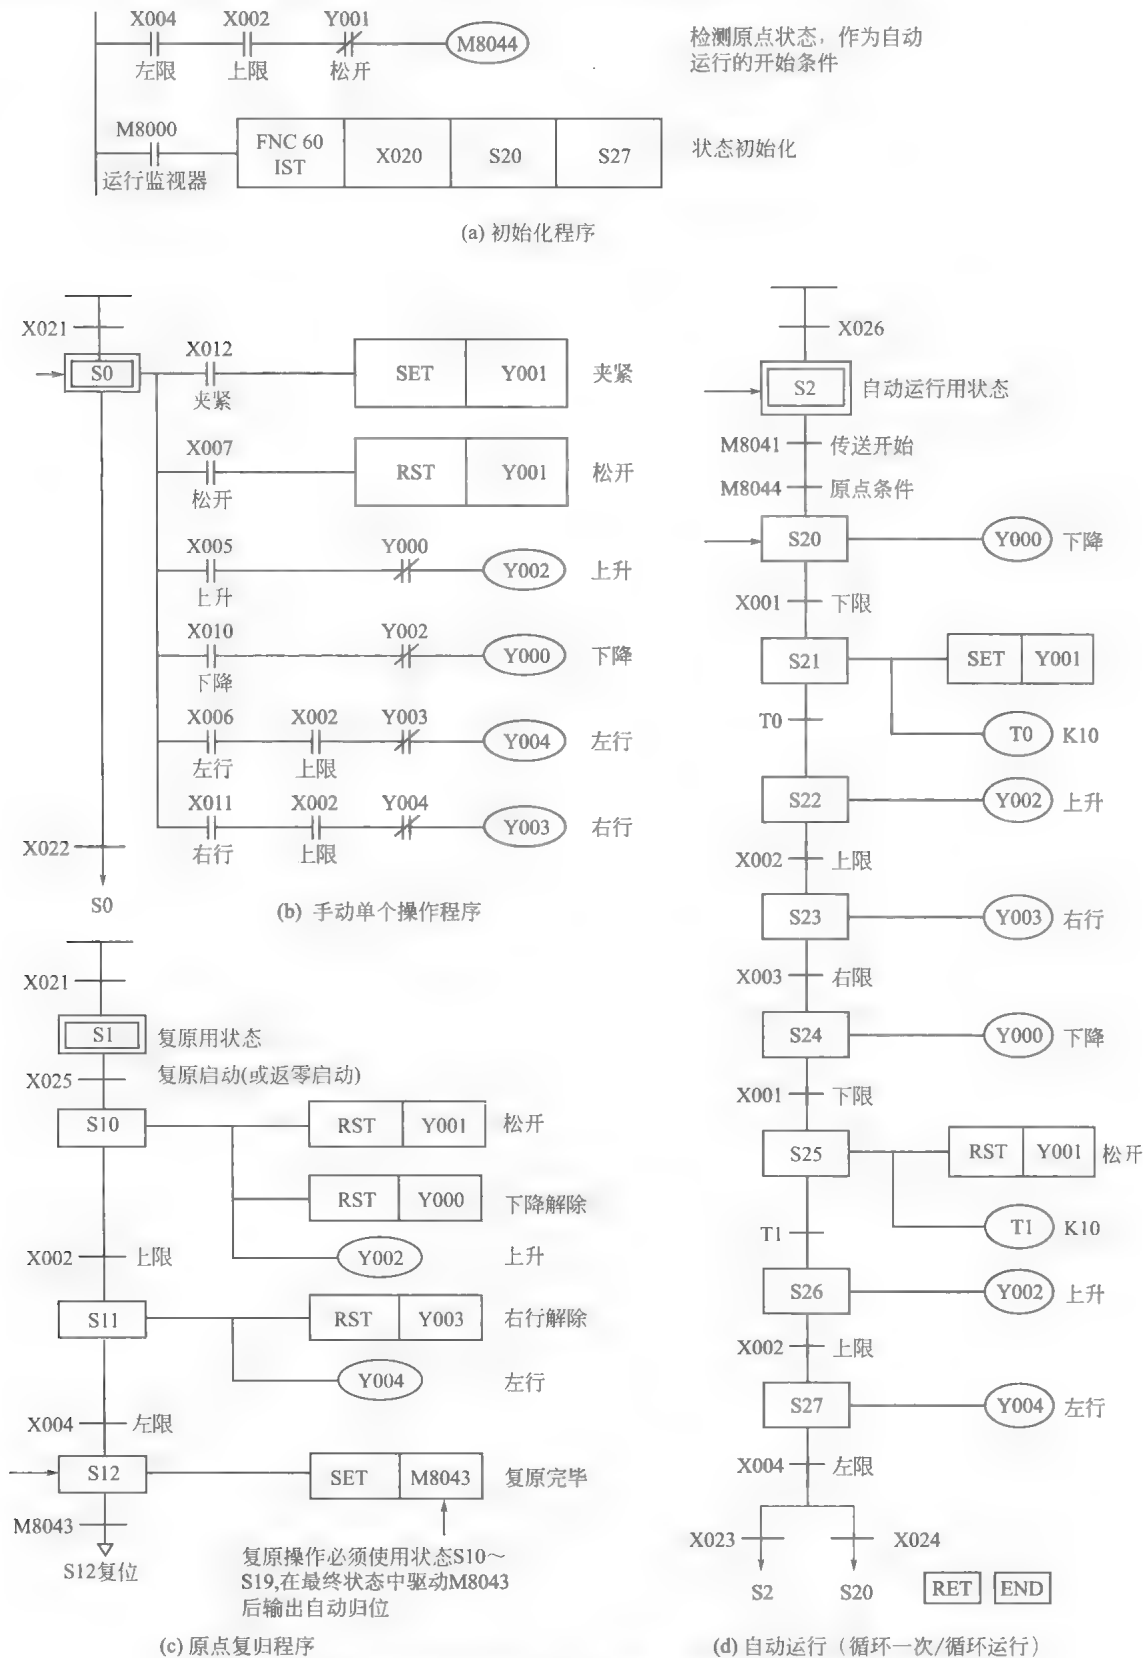 X004 X002 Y001
M8044
左限 上限 松开
检测原点状态，作为自动
运行的开始条件
M8000
FNC 60
IST
X020
S20
S27
状态初始化
运行监视器
(a) 初始化程序
X021
S0
X012
夹紧
SET
Y001
夹紧
X007
松开
RST
Y001
松开
X005
上升
Y000
Y002
上升
X010
下降
Y002
Y000
下降
X006
左行
X002
上限
Y003
Y004
左行
X011
右行
X002
上限
Y004
Y003
右行
X022
S0
(b) 手动单个操作程序
X021
S1
复原用状态
X025
复原启动(或返零启动)
S10
RST
Y001
松开
RST
Y000
下降解除
Y002
上升
X002
上限
S11
RST
Y003
右行解除
Y004
左行
X004
左限
S12
SET
M8043
复原完毕
M8043
S12复位
复原操作必须使用状态S10～
S19,在最终状态中驱动M8043
后输出自动归位
(c) 原点复归程序
X026
S2
自动运行用状态
M8041
传送开始
M8044
原点条件
S20
Y000
下降
X001
下限
S21
SET
Y001
T0
K10
T0
S22
Y002
上升
X002
上限
S23
Y003
右行
X003
右限
S24
Y000
下降
X001
下限
S25
RST
Y001
松开
T1
K10
T1
S26
Y002
上升
X002
上限
S27
Y004
左行
X004
左限
X023
X024
S2
S20
RET
END
(d) 自动运行（循环一次/循环运行）